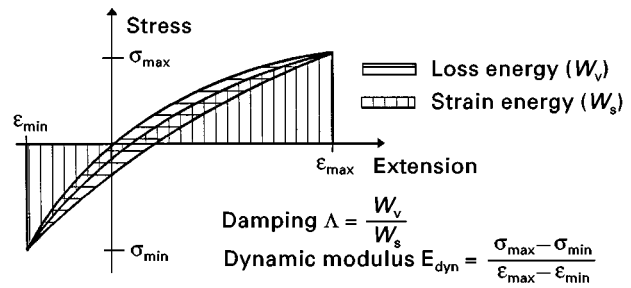 Stress
σmax
Loss energy (Wv)
Strain energy (Ws)
εmin
εmax
Extension
Damping Λ = Wv / Ws
σmin
Dynamic modulus Edyn = σmax – σmin / εmax – εmin